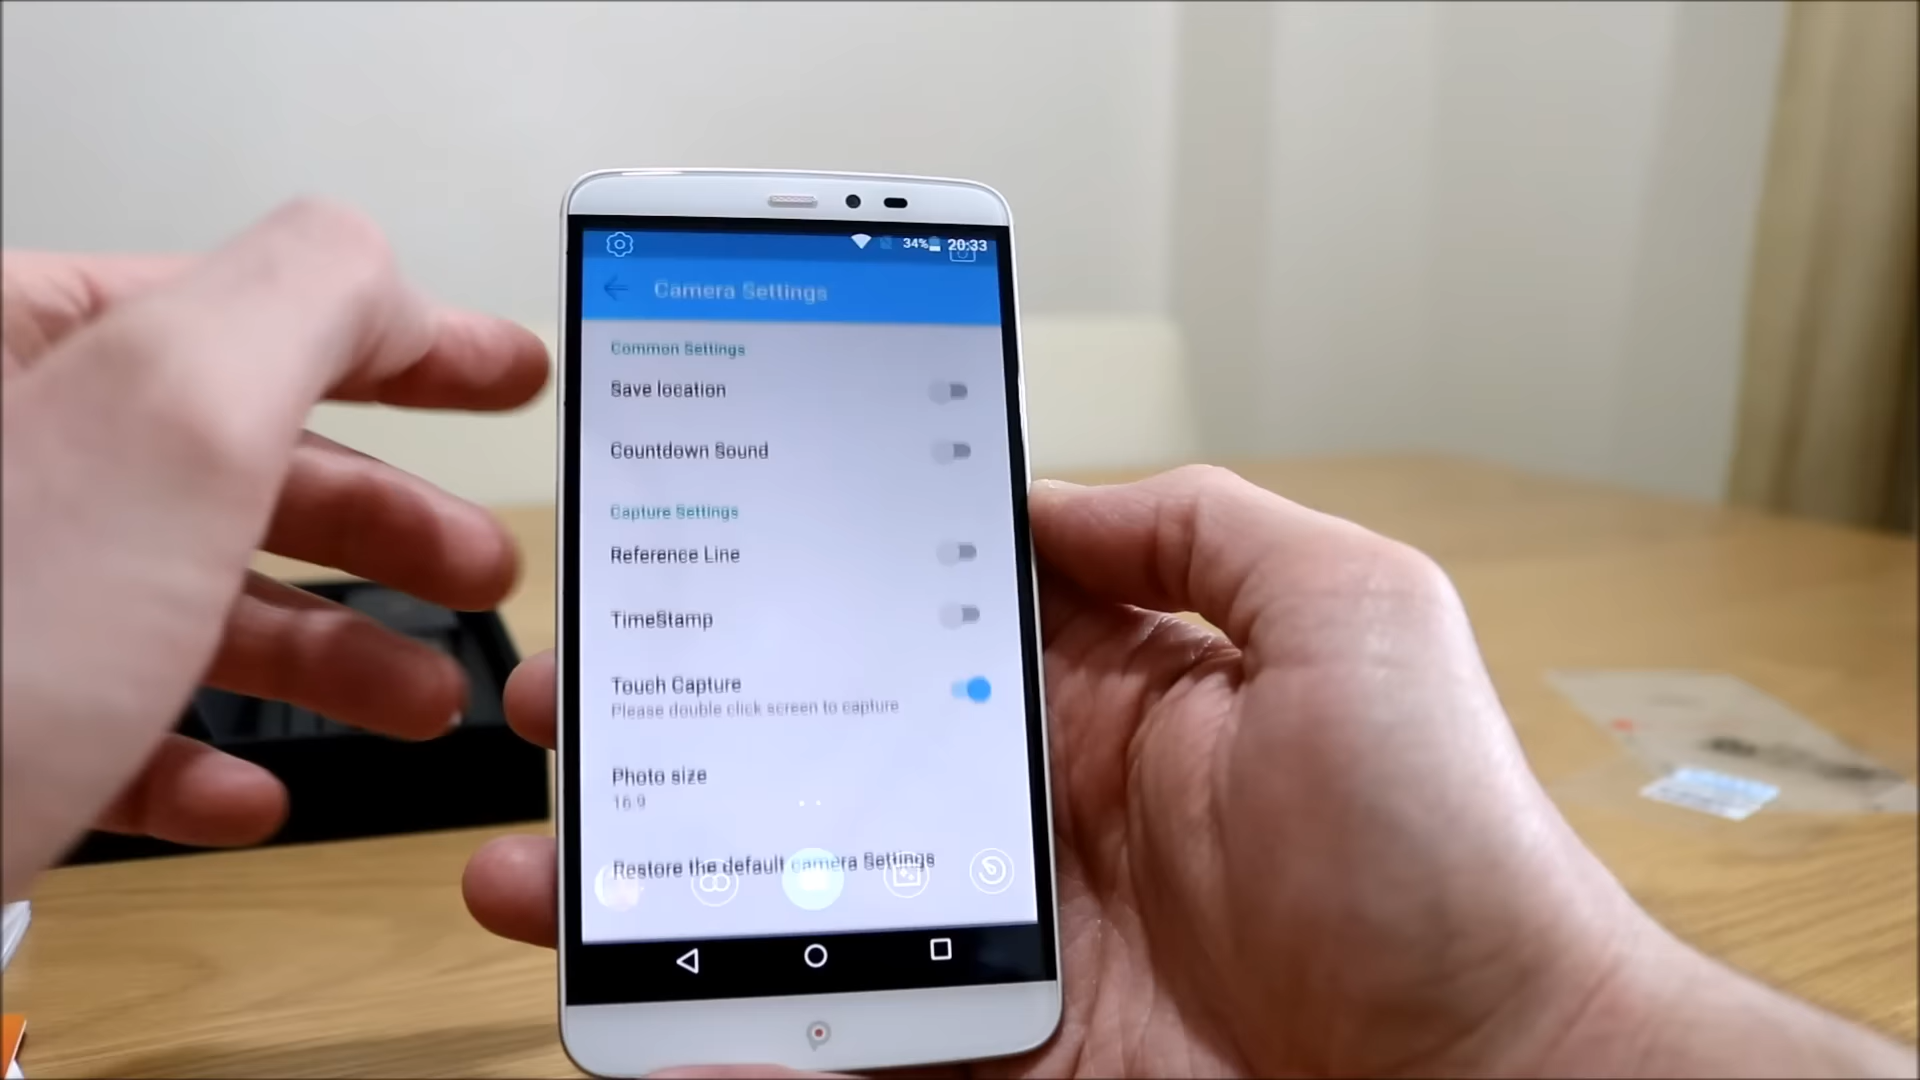 34% 20:33
Camera Settings
Common Settings
Save location
Countdown Sound
Capture Settings
Reference Line
TimeStamp
Touch Capture
Please double click screen to capture
Photo size
16:9
Restore the default camera Settings